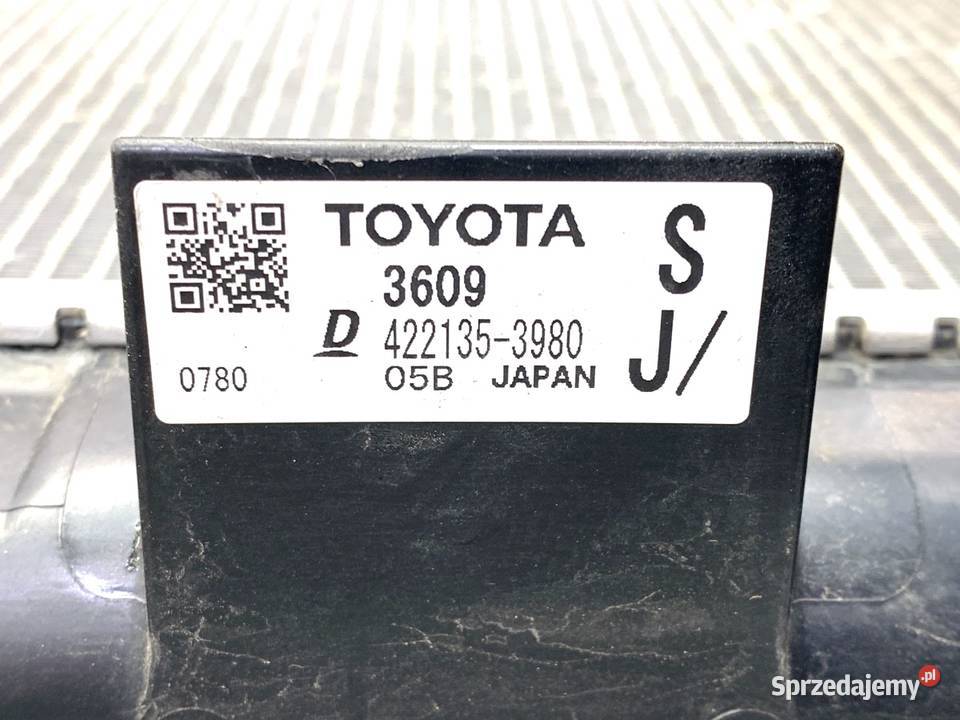 TOYOTA S
3609
D 422135-3980 J/
0780 05B JAPAN
Sprzedajemy.pl